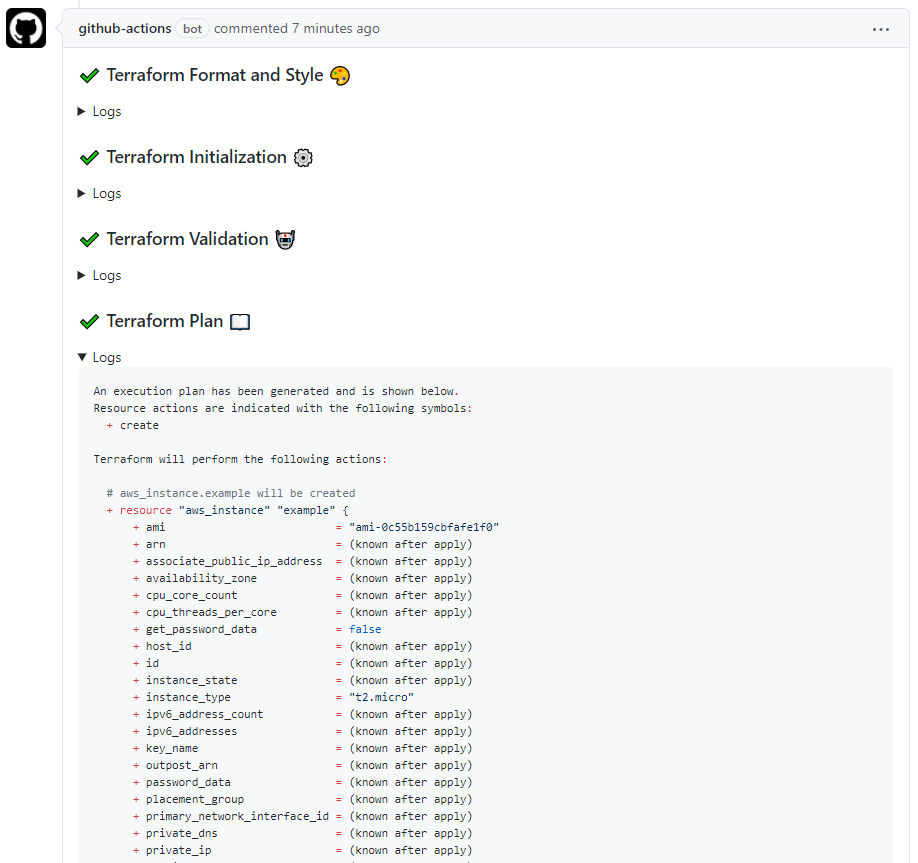 github-actions bot commented 7 minutes ago
Terraform Format and Style
Logs
Terraform Initialization
Logs
Terraform Validation
Logs
Terraform Plan
Logs
An execution plan has been generated and is shown below.
Resource actions are indicated with the following symbols:
+ create
Terraform will perform the following actions:
# aws_instance.example will be created
+ resource "aws_instance" "example" {
+ ami = "ami-0c55b159cbfafe1f0"
+ arn = (known after apply)
+ associate_public_ip_address = (known after apply)
+ availability_zone = (known after apply)
+ cpu_core_count = (known after apply)
+ cpu_threads_per_core = (known after apply)
+ get_password_data = false
+ host_id = (known after apply)
+ id = (known after apply)
+ instance_state = (known after apply)
+ instance_type = "t2.micro"
+ ipv6_address_count = (known after apply)
+ ipv6_addresses = (known after apply)
+ key_name = (known after apply)
+ outpost_arn = (known after apply)
+ password_data = (known after apply)
+ placement_group = (known after apply)
+ primary_network_interface_id = (known after apply)
+ private_dns = (known after apply)
+ private_ip = (known after apply)